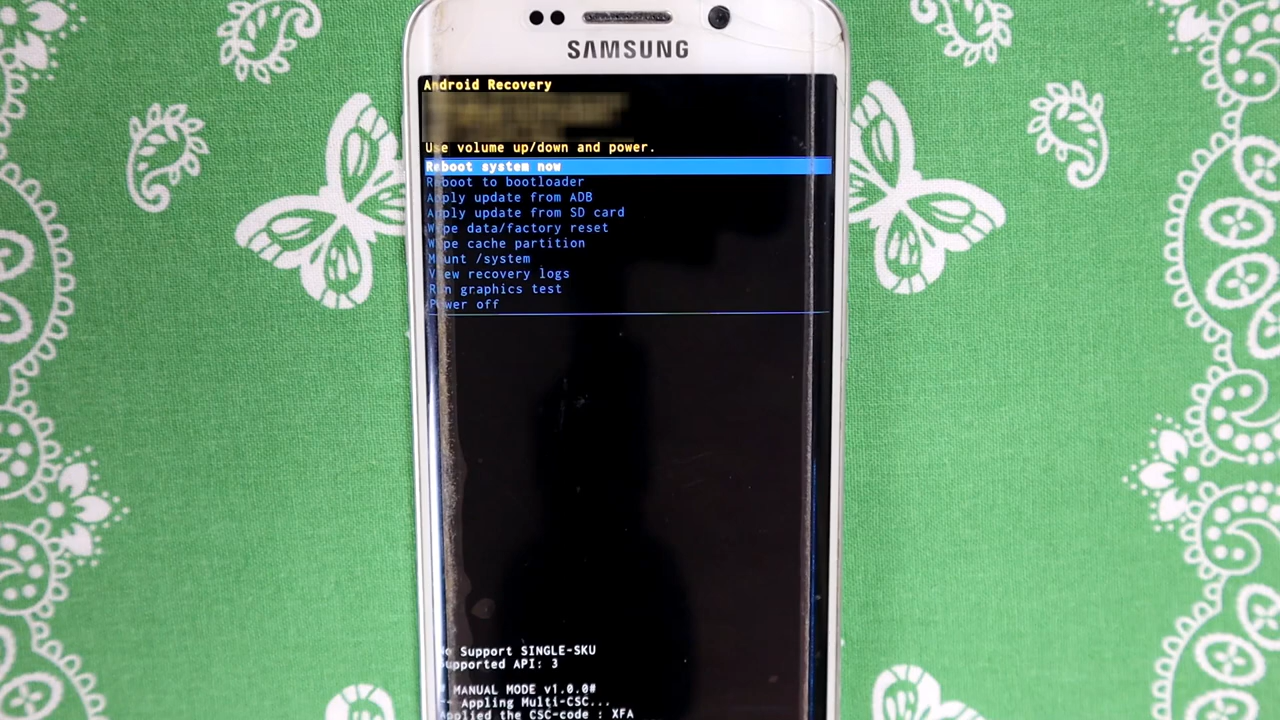 SAMSUNG
Android Recovery
Use volume up/down and power.
Reboot system now
Reboot to bootloader
Apply update from ADB
Apply update from SD card
Wipe data/factory reset
Wipe cache partition
Mount /system
View recovery logs
Run graphics test
Power off
No Support SINGLE-SKU
Supported API: 3
# MANUAL MODE v1.0.0#
-- Appling Multi-CSC...
Applied the CSC-code : XFA